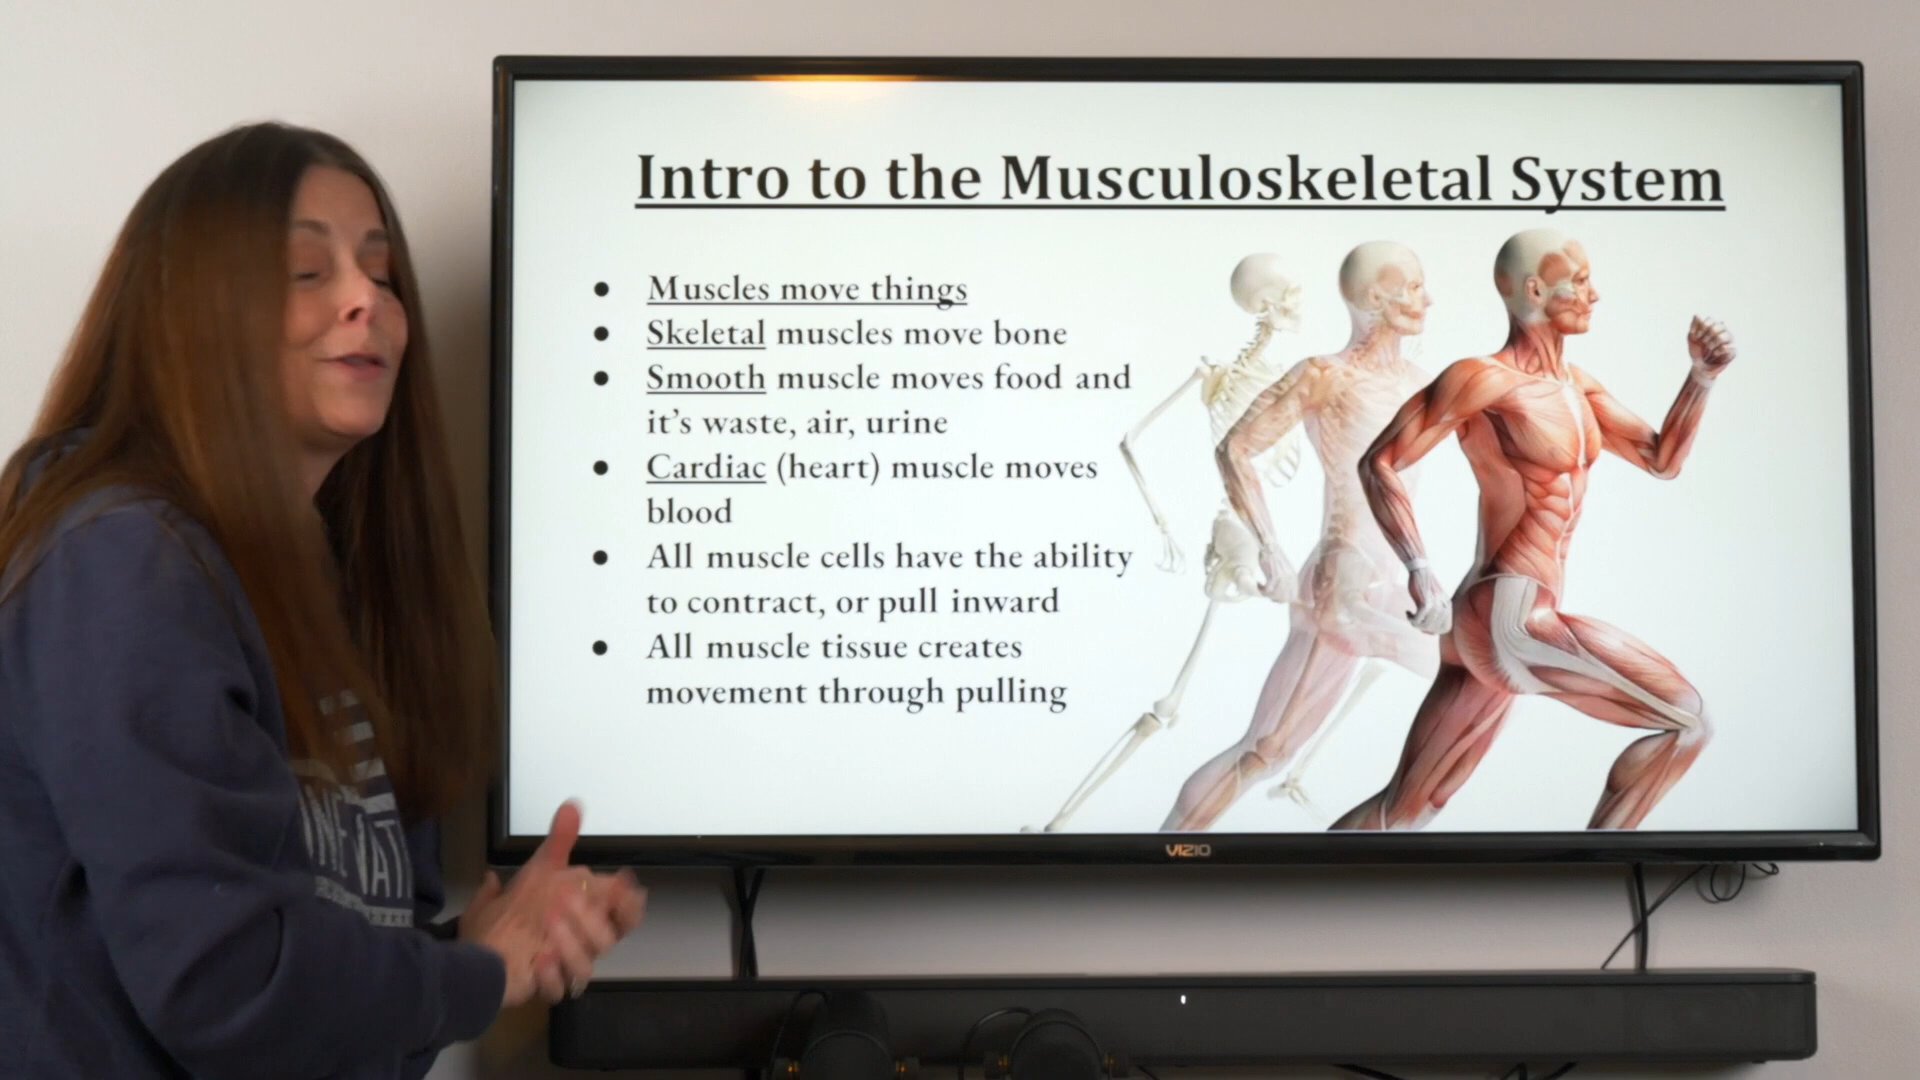 Intro to the Musculoskeletal System
● Muscles move things
● Skeletal muscles move bone
● Smooth muscle moves food and
it's waste, air, urine
● Cardiac (heart) muscle moves
blood
● All muscle cells have the ability
to contract, or pull inward
● All muscle tissue creates
movement through pulling
VIZIO